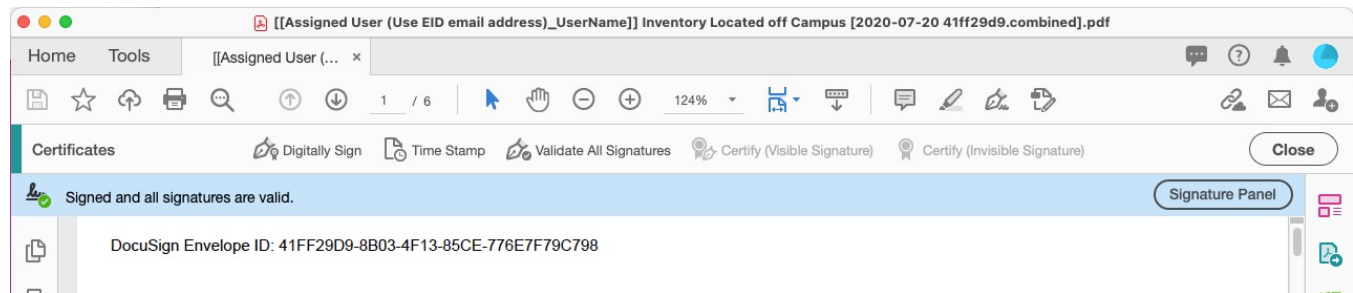 [[Assigned User (Use EID email address)_UserName]] Inventory Located off Campus [2020-07-20 41ff29d9.combined].pdf
Home Tools [[Assigned User (... ×
1 / 6 124%
Certificates Digitally Sign Time Stamp Validate All Signatures Certify (Visible Signature) Certify (Invisible Signature) Close
Signed and all signatures are valid. Signature Panel
DocuSign Envelope ID: 41FF29D9-8B03-4F13-85CE-776E7F79C798